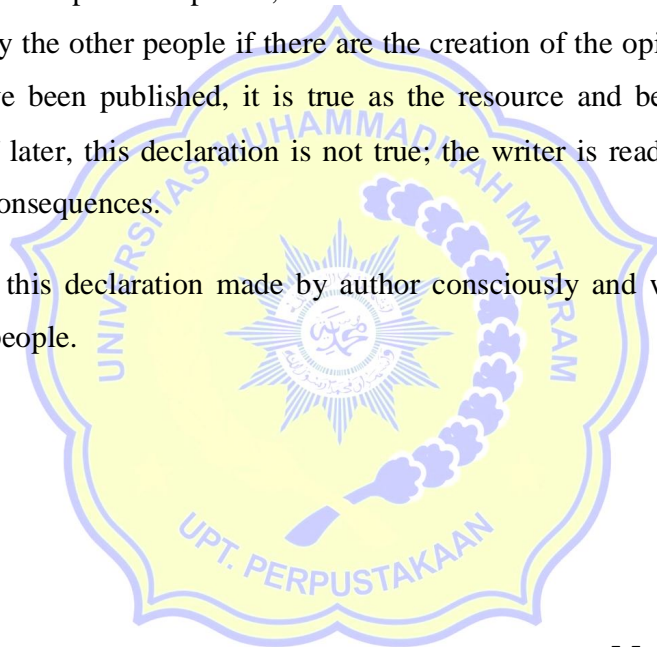 y the other people if there are the creation of the opi
ve been published, it is true as the resource and be
later, this declaration is not true; the writer is read
onsequences.
this declaration made by author consciously and w
people.
UNIVERSITAS MUHAMMADIYAH MATARAM
UPT. PERPUSTAKAAN